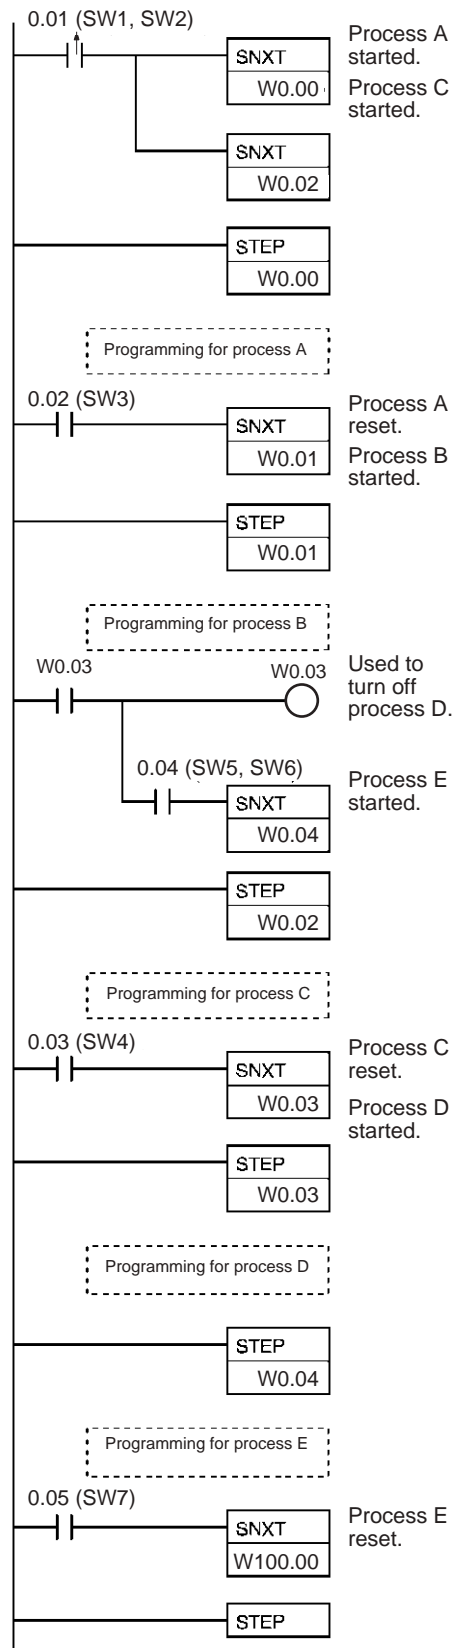 0.01 (SW1, SW2)
SNXT
W0.00
Process A
started.
Process C
started.
SNXT
W0.02
STEP
W0.00
Programming for process A
0.02 (SW3)
SNXT
W0.01
Process A
reset.
Process B
started.
STEP
W0.01
Programming for process B
W0.03
W0.03
Used to
turn off
process D.
0.04 (SW5, SW6)
SNXT
W0.04
Process E
started.
STEP
W0.02
Programming for process C
0.03 (SW4)
SNXT
W0.03
Process C
reset.
Process D
started.
STEP
W0.03
Programming for process D
STEP
W0.04
Programming for process E
0.05 (SW7)
SNXT
W100.00
Process E
reset.
STEP